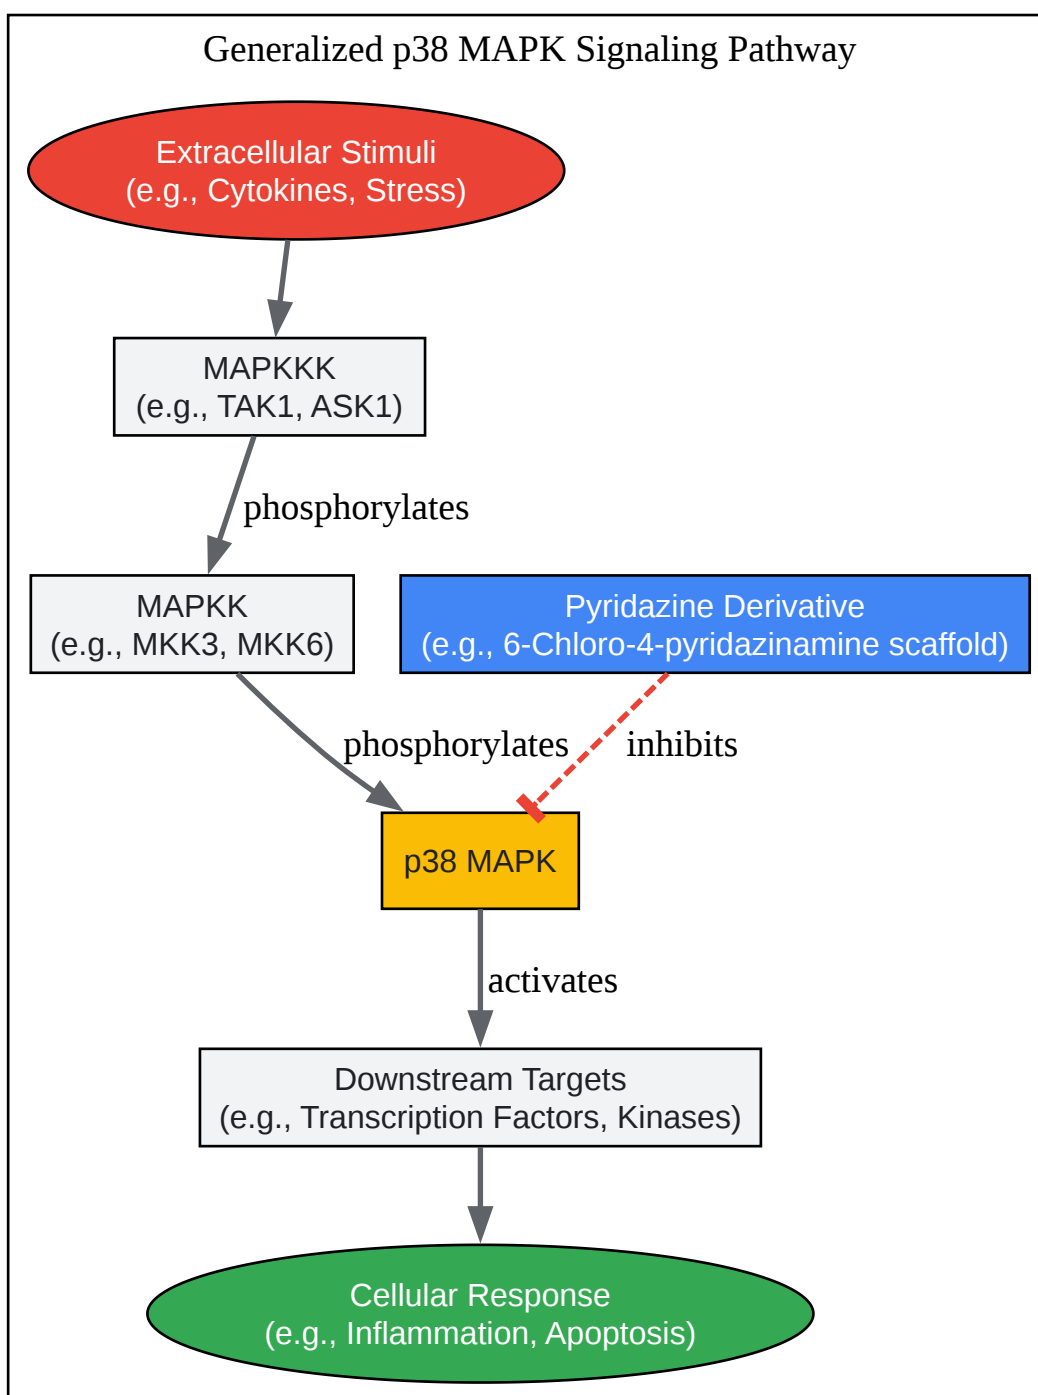 Generalized p38 MAPK Signaling Pathway
Extracellular Stimuli
(e.g., Cytokines, Stress)
MAPKKK
(e.g., TAK1, ASK1)
phosphorylates
MAPKK
(e.g., MKK3, MKK6)
Pyridazine Derivative
(e.g., 6-Chloro-4-pyridazinamine scaffold)
phosphorylates
inhibits
p38 MAPK
activates
Downstream Targets
(e.g., Transcription Factors, Kinases)
Cellular Response
(e.g., Inflammation, Apoptosis)